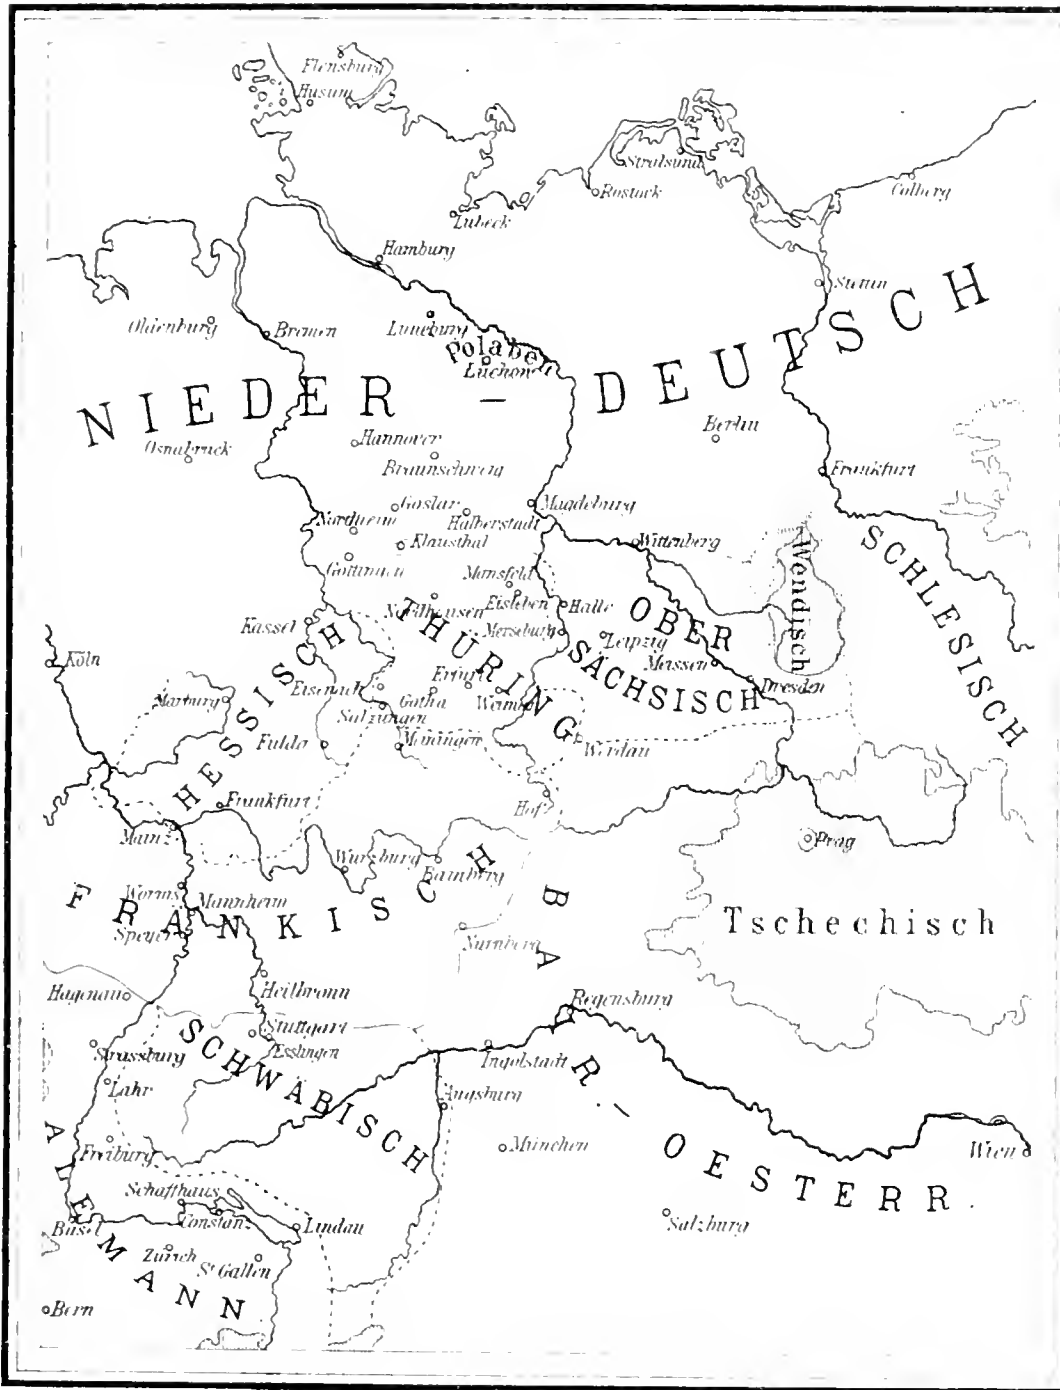 Flensburg
Husum
Stralsund
Rostock
Colberg
Lübeck
Hamburg
Stettin
Oldenburg
Bremen
Lüneburg
Polaben
Lüchow
NIEDER – DEUTSCH
Berlin
Hannover
Osnabrück
Braunschweig
Frankfurt
Goslar
Magdeburg
Northeim
Halberstadt
Klausthal
Wittenberg
Wendisch
SCHLESISCH
Göttingen
Mansfeld
Nordhausen
Eisleben
Halle
OBER
SÄCHSISCH
Kassel
THÜRING.
Merseburg
Leipzig
Meissen
Köln
HESSISCH
Erfurt
Dresden
Eisenach
Gotha
Weimar
Marburg
Salzungen
Fulda
Meiningen
Werdau
Frankfurt
Hof
Mainz
Prag
Würzburg
Bamberg
Worms
Mannheim
FRÄNKISCH
Speyer
Nürnberg
Tschechisch
BAIR.–OESTERR.
Hagenau
Heilbronn
Regensburg
Stuttgart
SCHWÄBISCH
Esslingen
Strassburg
Ingolstadt
Lahr
Augsburg
ALEMANN.
Freiburg
München
Wien
Schaffhaus.
Basel
Constanz
Lindau
Salzburg
Zürich
St Gallen
Bern